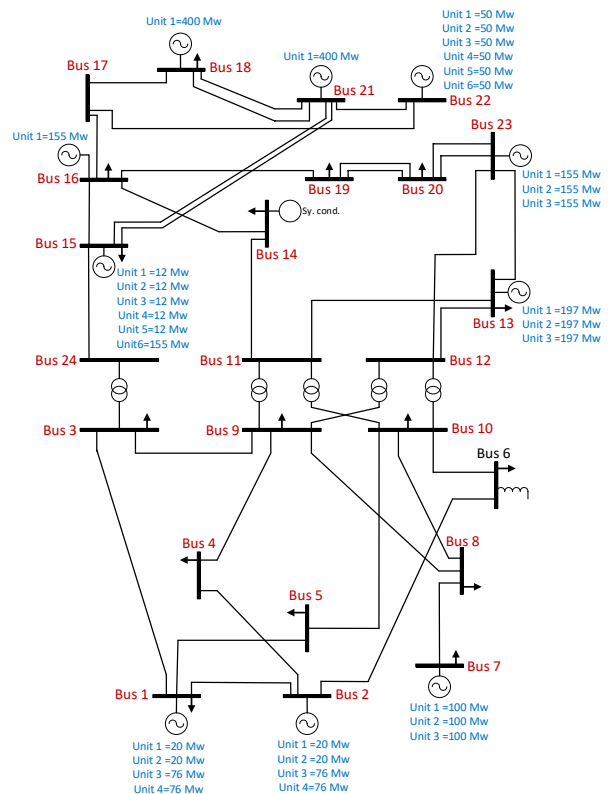 Unit 1=400 Mw
Bus 18
Bus 17
Unit 1=400 Mw
Bus 21
Unit 1 =50 Mw
Unit 2 =50 Mw
Unit 3 =50 Mw
Unit 4=50 Mw
Unit 5=50 Mw
Unit 6=50 Mw
Bus 22
Bus 23
Unit 1=155 Mw
Bus 16
Bus 19
Bus 20
Unit 1 =155 Mw
Unit 2 =155 Mw
Unit 3 =155 Mw
Sy. cond.
Bus 14
Bus 15
Unit 1 =12 Mw
Unit 2 =12 Mw
Unit 3 =12 Mw
Unit 4=12 Mw
Unit 5=12 Mw
Unit6=155 Mw
Unit 1 =197 Mw
Unit 2 =197 Mw
Unit 3 =197 Mw
Bus 13
Bus 24
Bus 11
Bus 12
Bus 3
Bus 9
Bus 10
Bus 6
Bus 4
Bus 8
Bus 5
Bus 7
Bus 1
Bus 2
Unit 1 =100 Mw
Unit 2 =100 Mw
Unit 3 =100 Mw
Unit 1 =20 Mw
Unit 2 =20 Mw
Unit 3 =76 Mw
Unit 4=76 Mw
Unit 1 =20 Mw
Unit 2 =20 Mw
Unit 3 =76 Mw
Unit 4=76 Mw